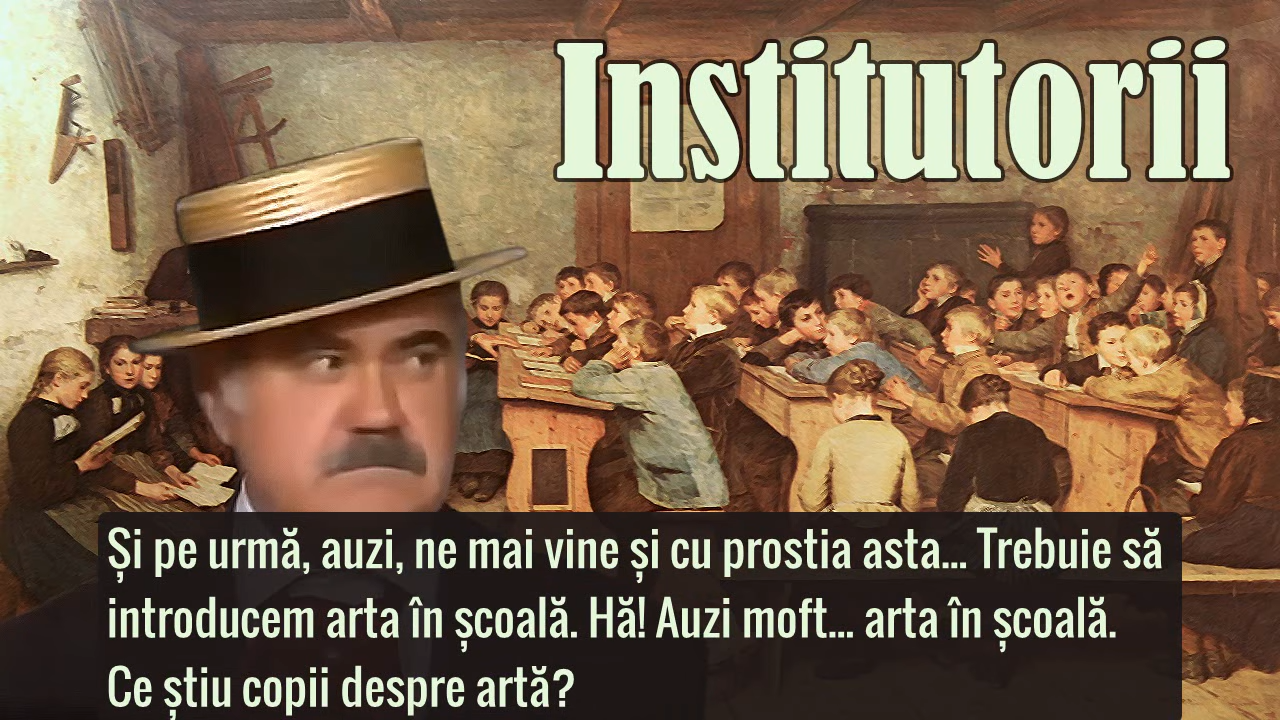 Institutorii
Și pe urmă, auzi, ne mai vine și cu prostia asta... Trebuie să
introducem arta în școală. Hă! Auzi moft... arta în școală.
Ce știu copii despre artă?